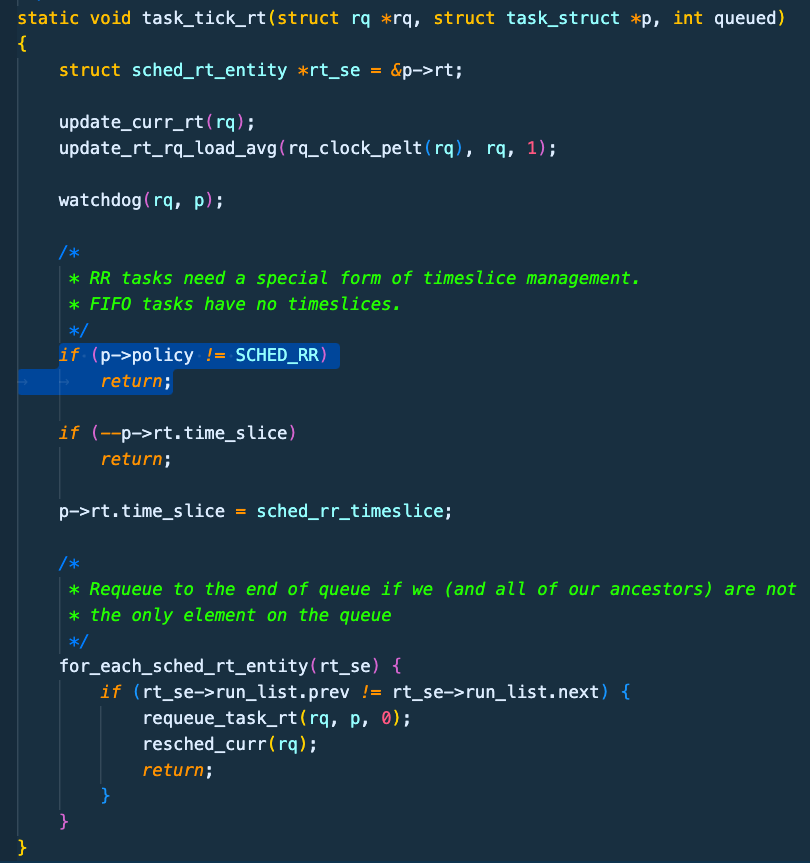 static void task_tick_rt(struct rq *rq, struct task_struct *p, int queued)
{
    struct sched_rt_entity *rt_se = &p->rt;

    update_curr_rt(rq);
    update_rt_rq_load_avg(rq_clock_pelt(rq), rq, 1);

    watchdog(rq, p);

    /*
     * RR tasks need a special form of timeslice management.
     * FIFO tasks have no timeslices.
     */
    if (p->policy != SCHED_RR)
        return;

    if (--p->rt.time_slice)
        return;

    p->rt.time_slice = sched_rr_timeslice;

    /*
     * Requeue to the end of queue if we (and all of our ancestors) are not
     * the only element on the queue
     */
    for_each_sched_rt_entity(rt_se) {
        if (rt_se->run_list.prev != rt_se->run_list.next) {
            requeue_task_rt(rq, p, 0);
            resched_curr(rq);
            return;
        }
    }
}